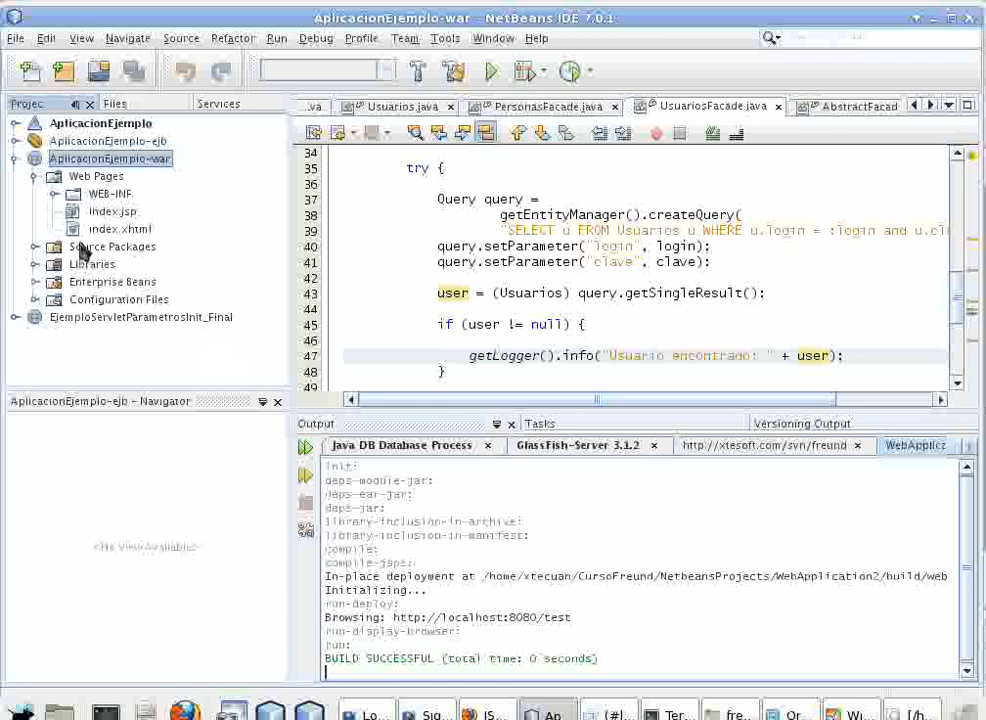 AplicacionEjemplo-war - NetBeans IDE 7.0.1
File Edit View Navigate Source Refactor Run Debug Profile Team Tools Window Help
Projec Files Services
...va Usuarios.java PersonasFacade.java UsuariosFacade.java AbstractFacad
AplicacionEjemplo
AplicacionEjemplo-ejb
AplicacionEjemplo-war
Web Pages
WEB-INF
index.jsp
index.xhtml
Source Packages
Libraries
Enterprise Beans
Configuration Files
EjemploServletParametrosInit_Final
34
35 try {
36
37 Query query =
38 getEntityManager().createQuery(
39 "SELECT u FROM Usuarios u WHERE u.login = :login and u.cl
40 query.setParameter("login", login);
41 query.setParameter("clave", clave);
42
43 user = (Usuarios) query.getSingleResult();
44
45 if (user != null) {
46
47 getLogger().info("Usuario encontrado: " + user);
48 }
49
AplicacionEjemplo-ejb - Navigator
<No View Available>
Output Tasks Versioning Output
Java DB Database Process GlassFish-Server 3.1.2 http://xtesoft.com/svn/freund WebApplic
init:
deps-module-jar:
deps-ear-jar:
deps-jar:
library-inclusion-in-archive:
library-inclusion-in-manifest:
compile:
compile-jsps:
In-place deployment at /home/xtecuan/CursoFreund/NetbeansProjects/WebApplication2/build/web
Initializing...
run-deploy:
Browsing: http://localhost:8080/test
run-display-browser:
run:
BUILD SUCCESSFUL (total time: 0 seconds)
Lo... Sig... [S... Ap (#[... Ter... fre... Ar... Wi... [/h...